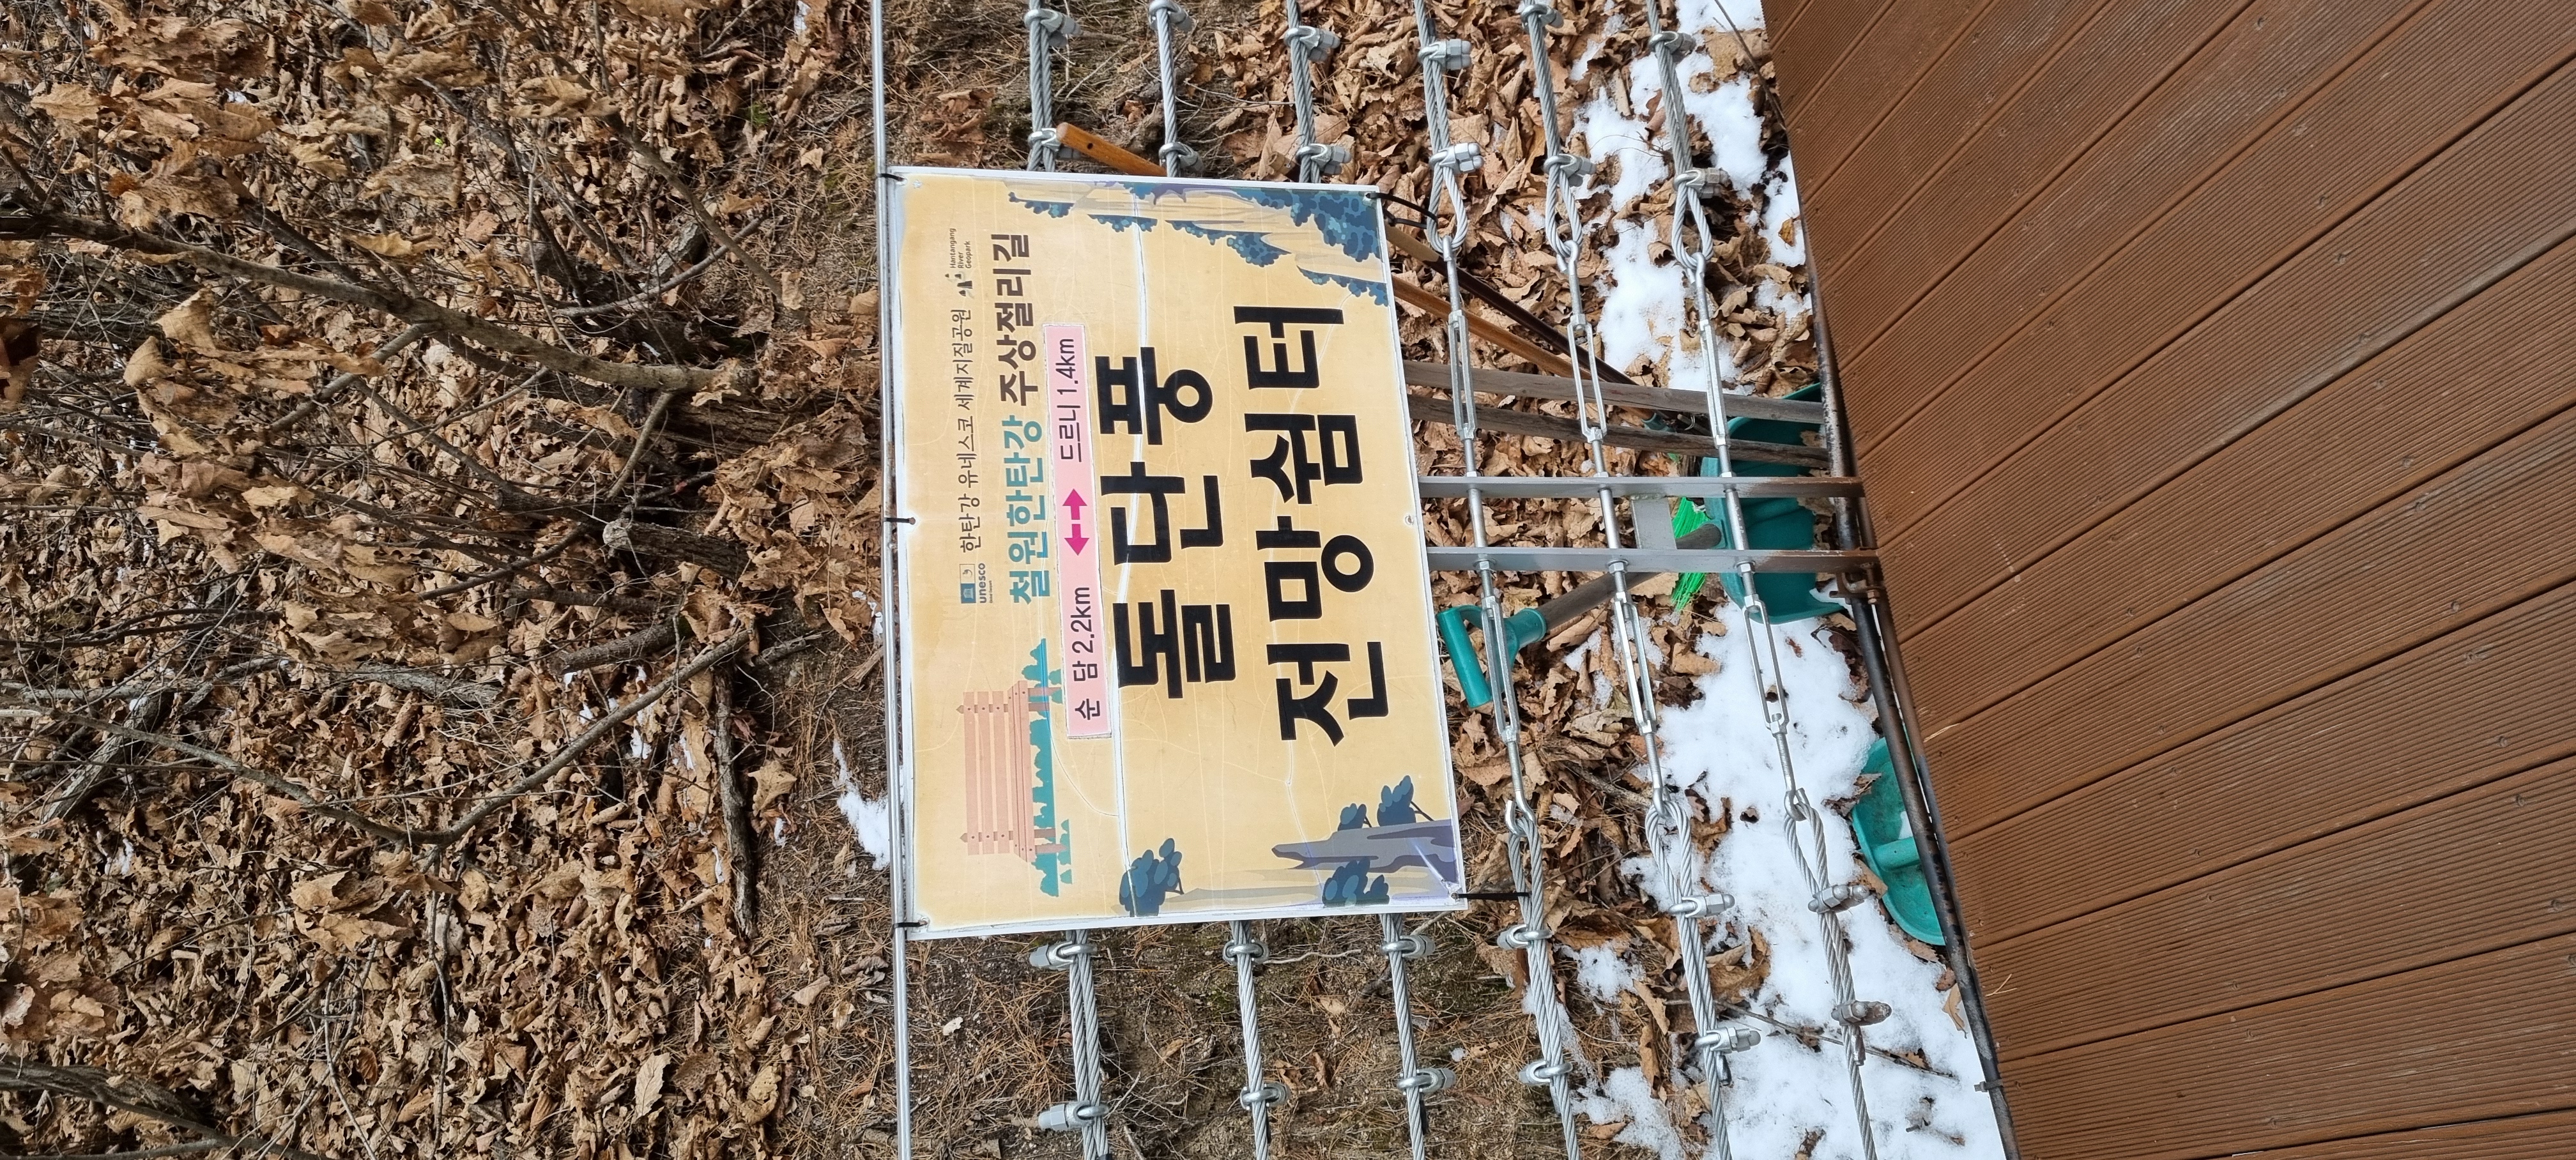 unesco
한탄강 유네스코 세계지질공원
Hantangang
River
Geopark
철원한탄강 주상절리길
순 담 2.2km ⬅➡ 드르니 1.4km
돌단풍
전망쉼터